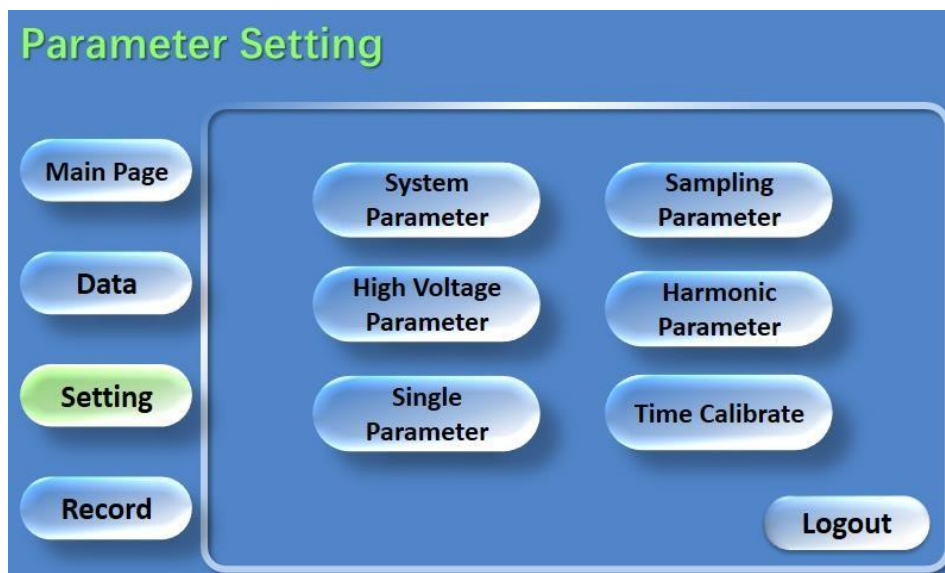 Parameter Setting
Main Page
Data
Setting
Record
System
Parameter
Sampling
Parameter
High Voltage
Parameter
Harmonic
Parameter
Single
Parameter
Time Calibrate
Logout